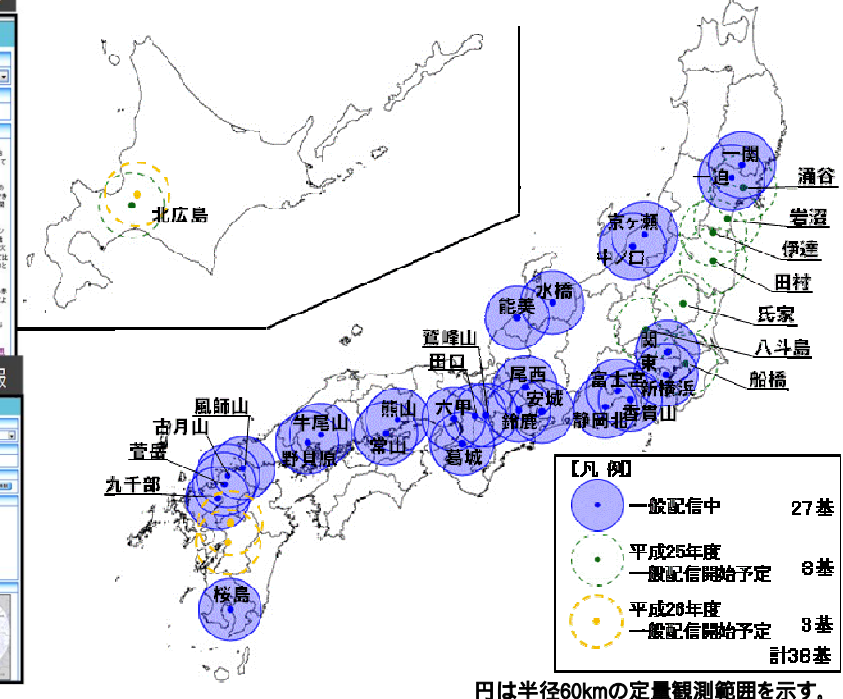 報
北広島
一関
迫
涌谷
岩沼
伊達
田村
氏家
八斗島
船橋
京ヶ瀬
中ノ口
水橋
能美
鷲峰山
田口
尾西
安城
鈴鹿
六甲
葛城
富士宮
静岡北
香貫山
新横浜
関
東
熊山
常山
牛尾山
野貝原
風師山
古月山
菅岳
九千部
桜島
【凡 例】
一般配信中 27基
平成25年度
一般配信開始予定 8基
平成26年度
一般配信開始予定 3基
計38基
円は半径60kmの定量観測範囲を示す。